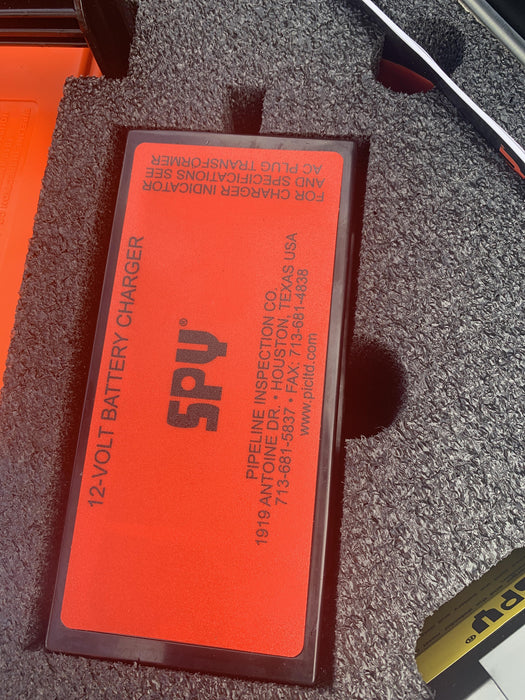 FOR CHARGER INDICATOR
AND SPECIFICATIONS SEE
AC PLUG TRANSFORMER
12-VOLT BATTERY CHARGER
SPY®
PIPELINE INSPECTION CO.
1919 ANTOINE DR. • HOUSTON, TEXAS USA
713-681-5837 • FAX: 713-681-4838
www.picltd.com
SPY®